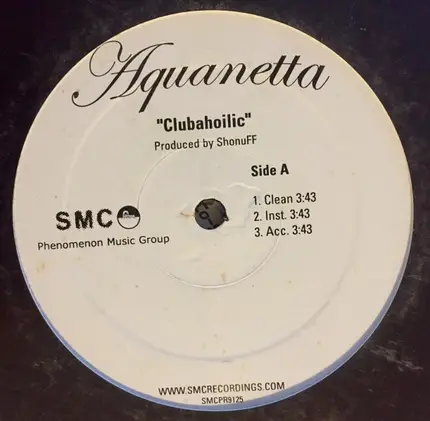 Aquanetta
"Clubahoilic"
Produced by ShonuFF
Side A
1. Clean 3:43
2. Inst. 3:43
3. Acc. 3:43
SMC
Phenomenon Music Group
WWW.SMCRECORDINGS.COM
SMCPR9125